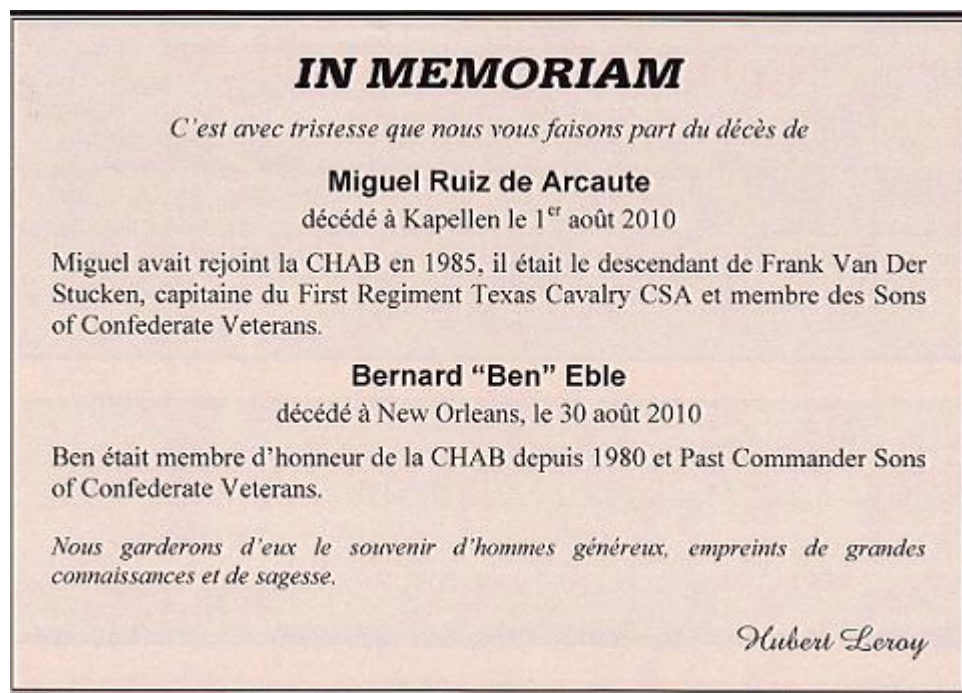 IN MEMORIAM
C'est avec tristesse que nous vous faisons part du décès de
Miguel Ruiz de Arcaute
décédé à Kapellen le 1er août 2010
Miguel avait rejoint la CHAB en 1985, il était le descendant de Frank Van Der
Stucken, capitaine du First Regiment Texas Cavalry CSA et membre des Sons
of Confederate Veterans.
Bernard “Ben” Eble
décédé à New Orleans, le 30 août 2010
Ben était membre d'honneur de la CHAB depuis 1980 et Past Commander Sons
of Confederate Veterans.
Nous garderons d'eux le souvenir d'hommes généreux, empreints de grandes
connaissances et de sagesse.
Hubert Leroy